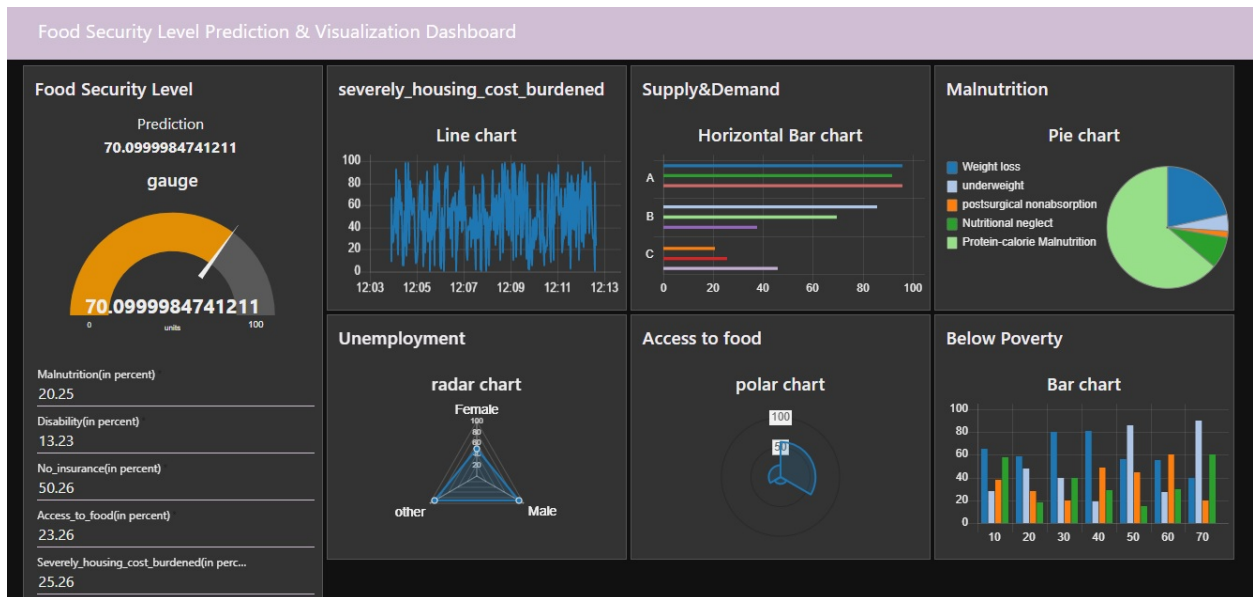 Food Security Level Prediction & Visualization Dashboard
Food Security Level
Prediction
70.0999984741211
gauge
70.0999984741211
0
units
100
Malnutrition(in percent) *
20.25
Disability(in percent) *
13.23
No_insurance(in percent)
50.26
Access_to_food(in percent) *
23.26
Severely_housing_cost_burdened(in perc...
25.26
severely_housing_cost_burdened
Line chart
100
80
60
40
20
0
12:03 12:05 12:07 12:09 12:11 12:13
Supply&Demand
Horizontal Bar chart
A
B
C
0 20 40 60 80 100
Malnutrition
Pie chart
Weight loss
underweight
postsurgical nonabsorption
Nutritional neglect
Protein-calorie Malnutrition
Unemployment
radar chart
Female
100
80
60
40
20
other
Male
Access to food
polar chart
100
50
Below Poverty
Bar chart
100
80
60
40
20
0
10 20 30 40 50 60 70